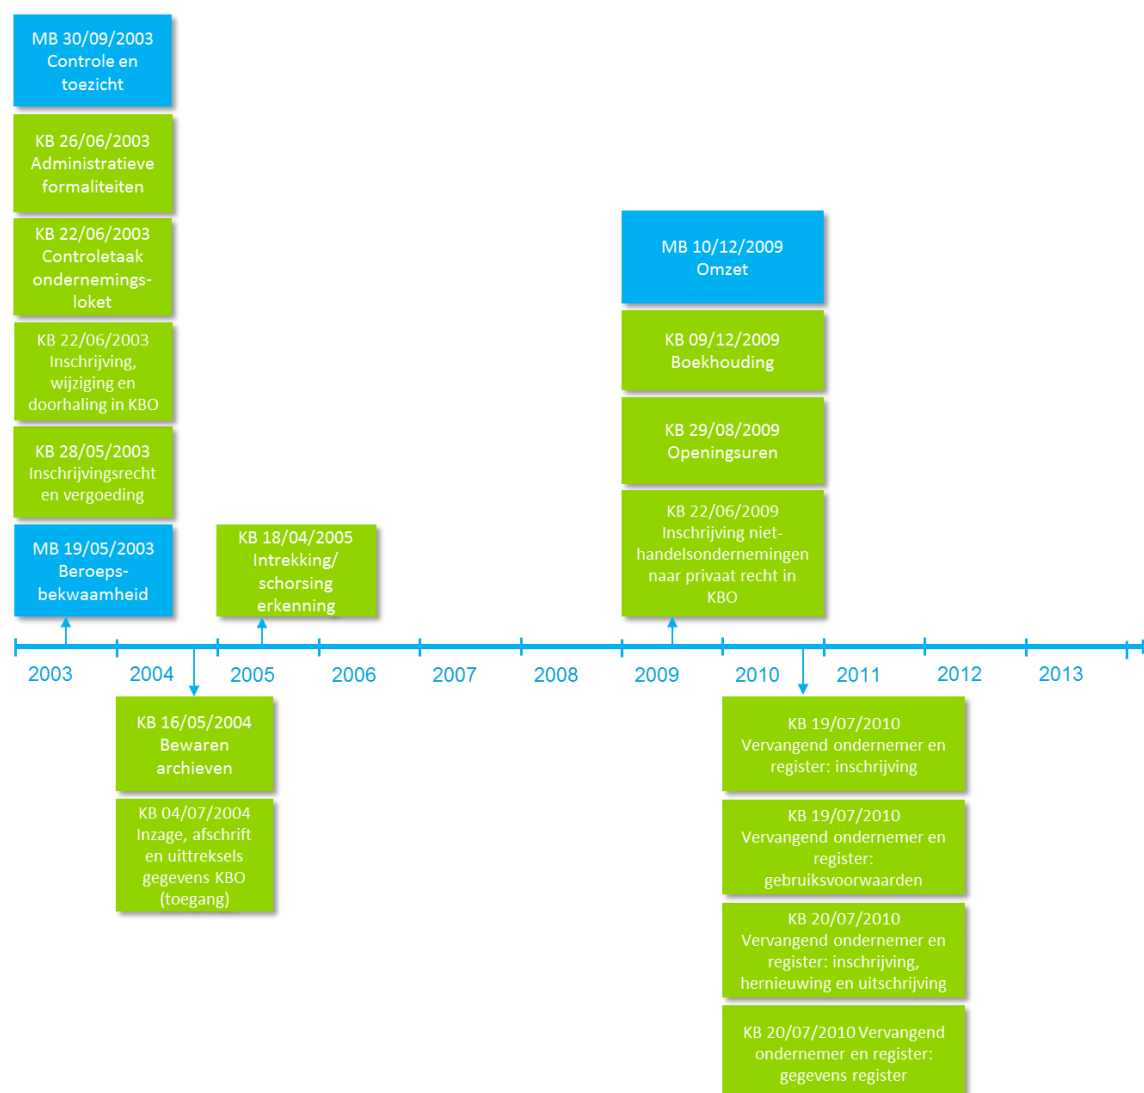 MB 30/09/2003
Controle en
toezicht
KB 26/06/2003
Administratieve
formaliteiten
KB 22/06/2003
Controletaak
ondernemings-
loket
KB 22/06/2003
Inschrijving,
wijziging en
doorhaling in KBO
KB 28/05/2003
Inschrijvingsrecht
en vergoeding
MB 19/05/2003
Beroeps-
bekwaamheid
KB 18/04/2005
Intrekking/
schorsing
erkenning
MB 10/12/2009
Omzet
KB 09/12/2009
Boekhouding
KB 29/08/2009
Openingsuren
KB 22/06/2009
Inschrijving niet-
handelsondernemingen
naar privaat recht in
KBO
2003 2004 2005 2006 2007 2008 2009 2010 2011 2012 2013
KB 16/05/2004
Bewaren
archieven
KB 04/07/2004
Inzage, afschrift
en uittreksels
gegevens KBO
(toegang)
KB 19/07/2010
Vervangend ondernemer en
register: inschrijving
KB 19/07/2010
Vervangend ondernemer en
register:
gebruiksvoorwaarden
KB 20/07/2010
Vervangend ondernemer en
register: inschrijving,
hernieuwing en uitschrijving
KB 20/07/2010 Vervangend
ondernemer en register:
gegevens register